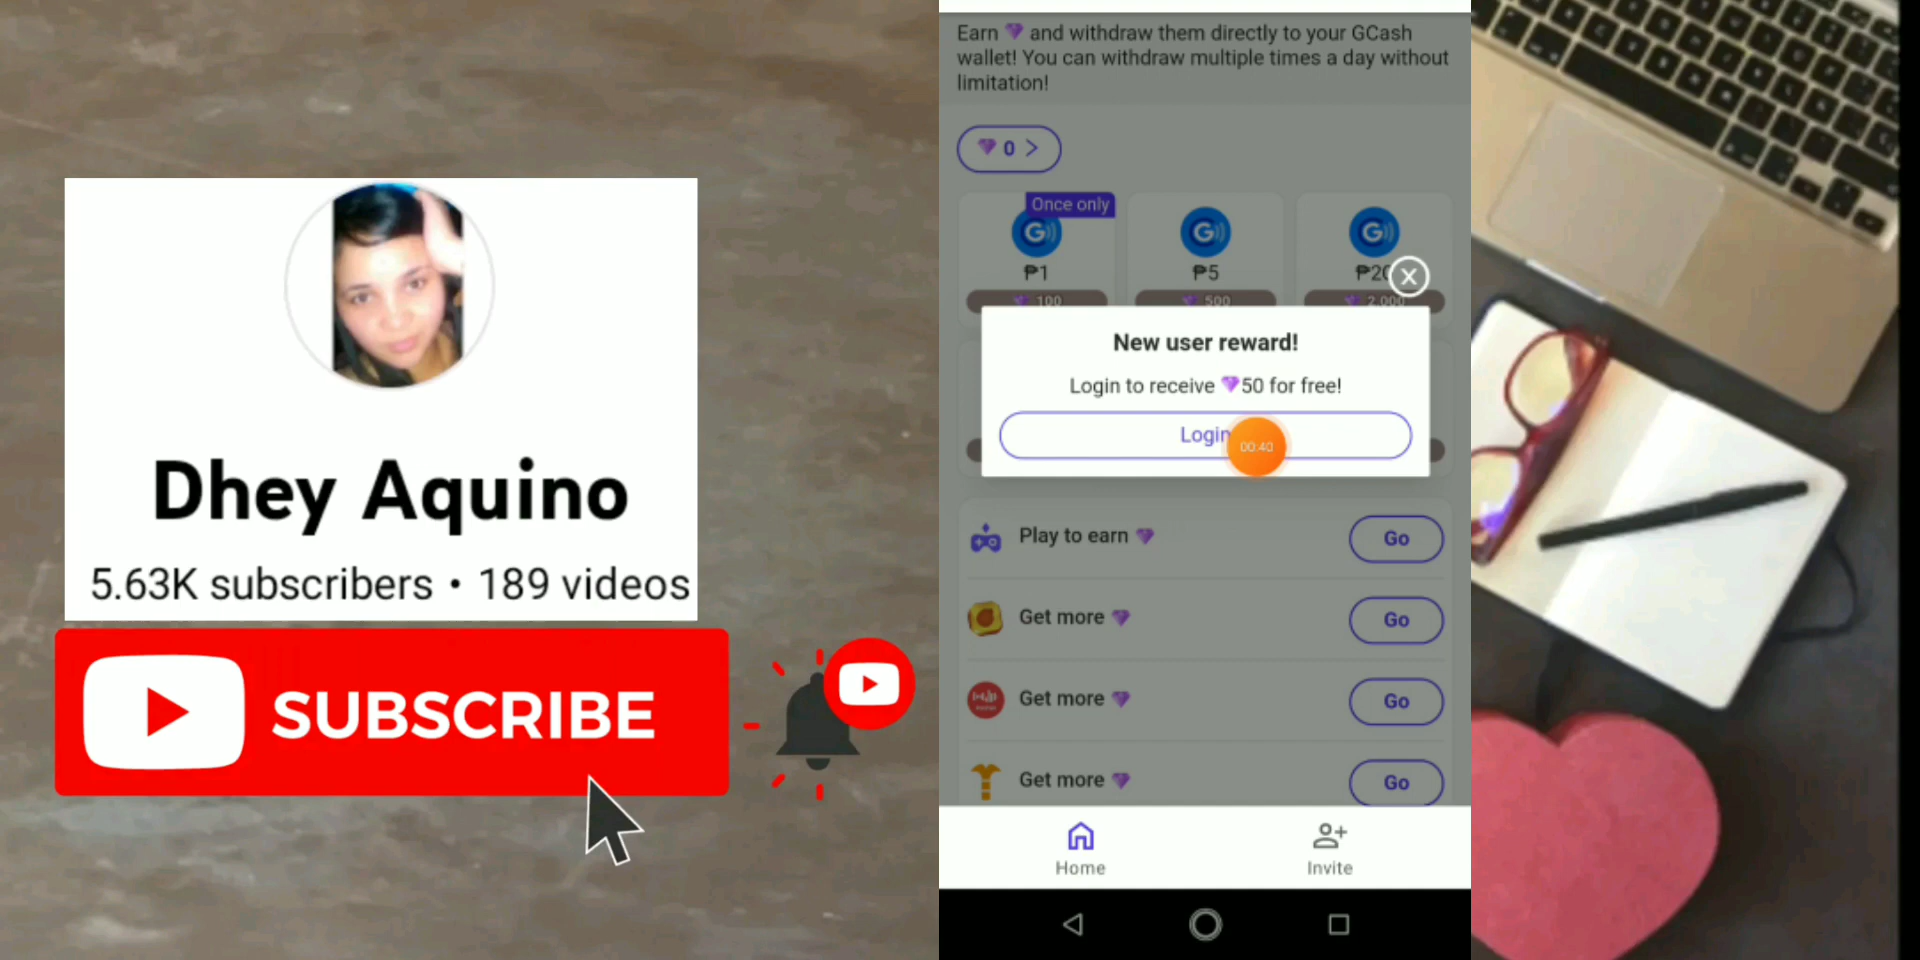 Dhey Aquino
5.63K subscribers • 189 videos
SUBSCRIBE
Earn 💎 and withdraw them directly to your GCash
wallet! You can withdraw multiple times a day without
limitation!
0 >
Once only
G
G
G
₱1
₱5
₱20
X
100
500
2,000
New user reward!
Login to receive 💎50 for free!
Login
00:40
Play to earn
Go
Get more
Go
Get more
Go
Get more
Go
Home
Invite